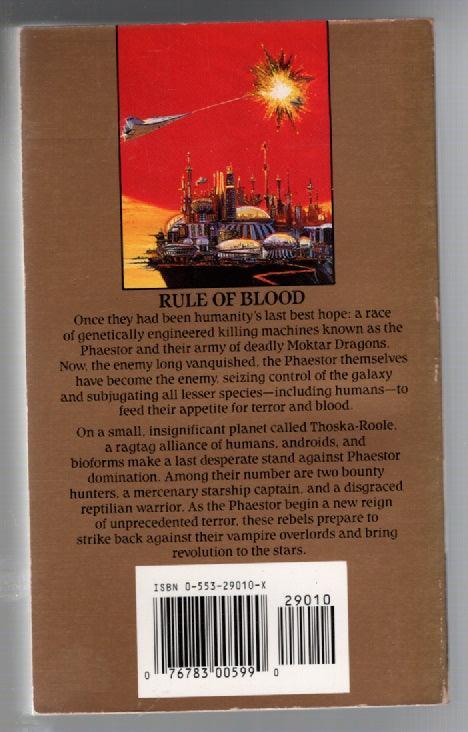 RULE OF BLOOD
Once they had been humanity's last best hope: a race
of genetically engineered killing machines known as the
Phaestor and their army of deadly Moktar Dragons.
Now, the enemy long vanquished, the Phaestor themselves
have become the enemy, seizing control of the galaxy
and subjugating all lesser species—including humans—to
feed their appetite for terror and blood.
On a small, insignificant planet called Thoska-Roole,
a ragtag alliance of humans, androids, and
bioforms make a last desperate stand against Phaestor
domination. Among their number are two bounty
hunters, a mercenary starship captain, and a disgraced
reptilian warrior. As the Phaestor begin a new reign
of unprecedented terror, these rebels prepare to
strike back against their vampire overlords and bring
revolution to the stars.
ISBN 0-553-29010-X
29010
0 76783 00599 0